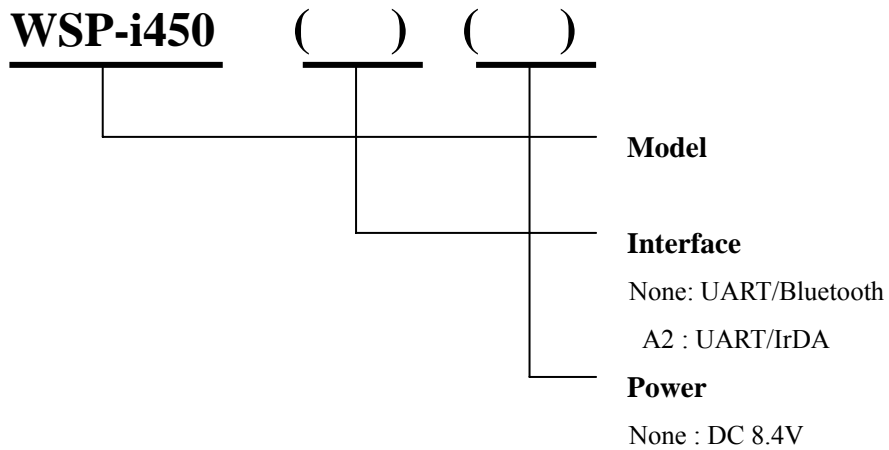 WSP-i450 ( ) ( )
Model
Interface
None: UART/Bluetooth
A2 : UART/IrDA
Power
None : DC 8.4V